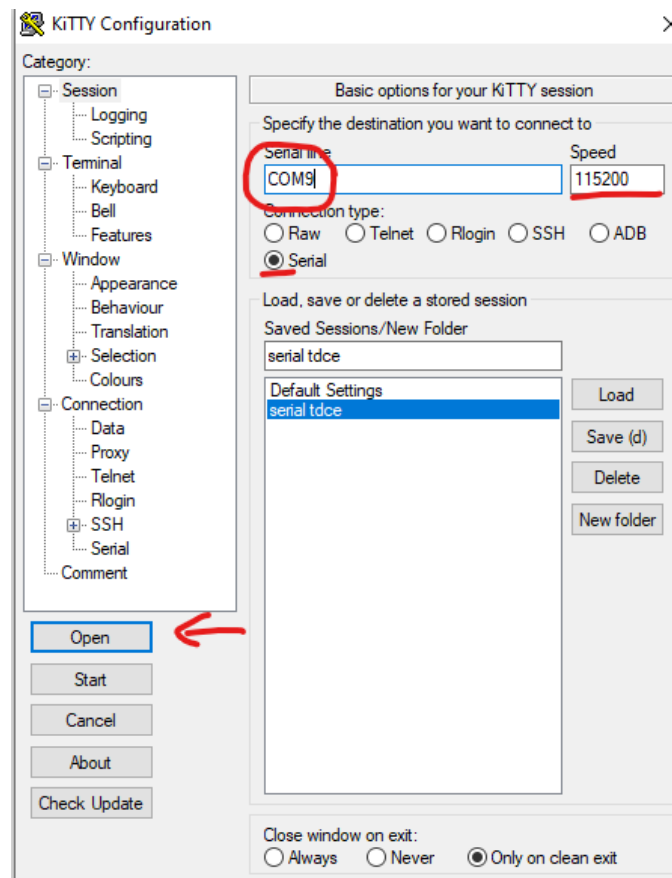 KiTTY Configuration
Category:
Session
Logging
Scripting
Terminal
Keyboard
Bell
Features
Window
Appearance
Behaviour
Translation
Selection
Colours
Connection
Data
Proxy
Telnet
Rlogin
SSH
Serial
Comment
Open
Start
Cancel
About
Check Update
Basic options for your KiTTY session
Specify the destination you want to connect to
Serial line Speed
COM9 115200
Connection type:
Raw Telnet Rlogin SSH ADB
Serial
Load, save or delete a stored session
Saved Sessions/New Folder
serial tdce
Default Settings
serial tdce
Load
Save (d)
Delete
New folder
Close window on exit:
Always Never Only on clean exit